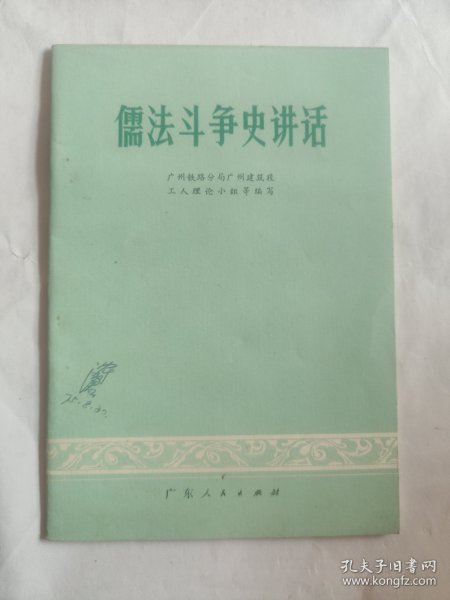 儒法斗争史讲话
广州铁路分局广州建筑段
工人理论小组等编写
广东人民出版社
孔夫子旧书网
www.kongfz.com